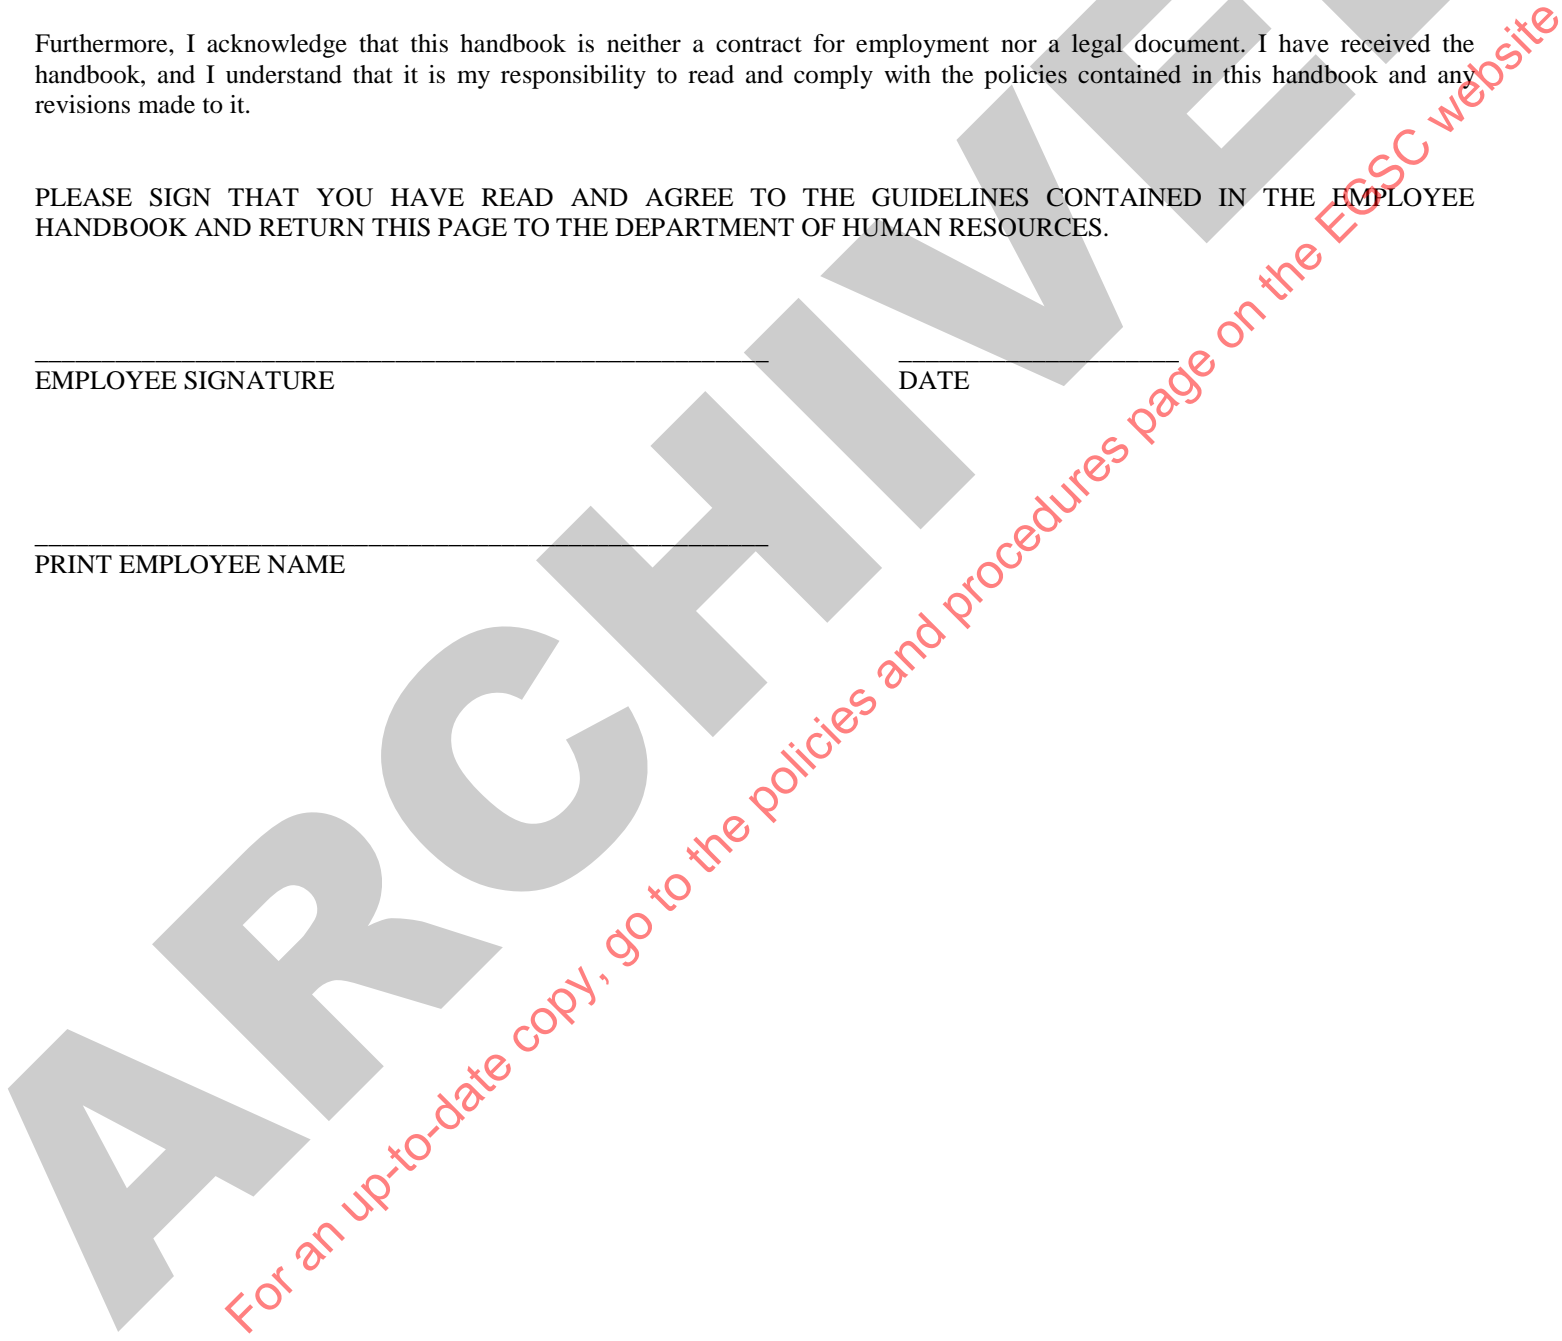 Furthermore, I acknowledge that this handbook is neither a contract for employment nor a legal document. I have received the
handbook, and I understand that it is my responsibility to read and comply with the policies contained in this handbook and any
revisions made to it.
PLEASE SIGN THAT YOU HAVE READ AND AGREE TO THE GUIDELINES CONTAINED IN THE EMPLOYEE
HANDBOOK AND RETURN THIS PAGE TO THE DEPARTMENT OF HUMAN RESOURCES.
EMPLOYEE SIGNATURE DATE
PRINT EMPLOYEE NAME
ARCHIVE
For an up-to-date copy, go to the policies and procedures page on the EGSC website